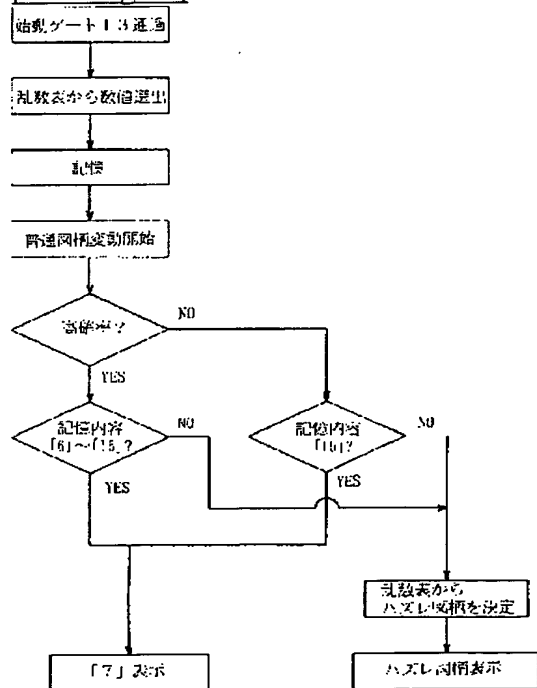 始動ゲート13通過
乱数表から数値選出
記憶
普通図柄変動開始
高確率?
NO
YES
記憶内容
「6」~「15」?
NO
記憶内容
「15」?
NO
YES
YES
乱数表から
ハズレ図柄を決定
「7」表示
ハズレ図柄表示